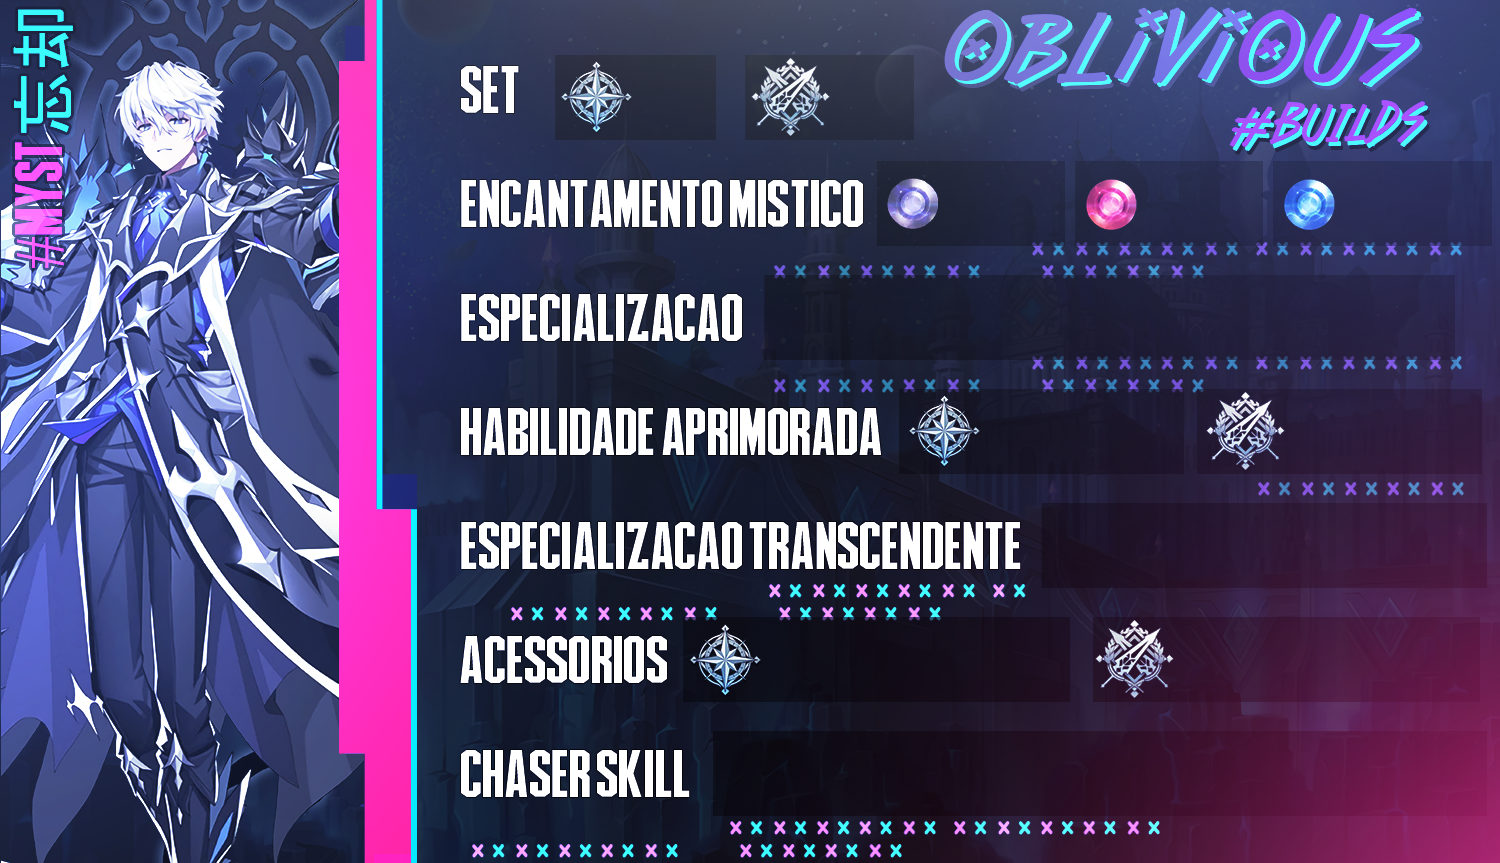 #MYST 忘却
OBLIVIOUS
#BUILDS
SET
ENCANTAMENTO MISTICO
ESPECIALIZACAO
HABILIDADE APRIMORADA
ESPECIALIZACAO TRANSCENDENTE
ACESSORIOS
CHASER SKILL